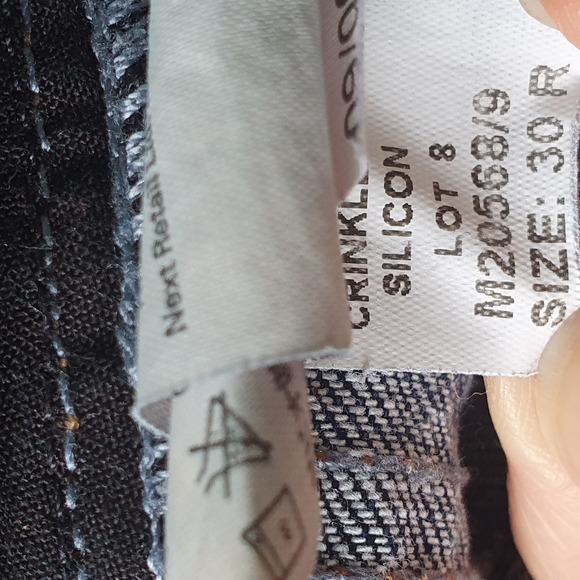 Next Retail
CRINKLE
SILICON
LOT 8
M20568/9
SIZE: 30 R